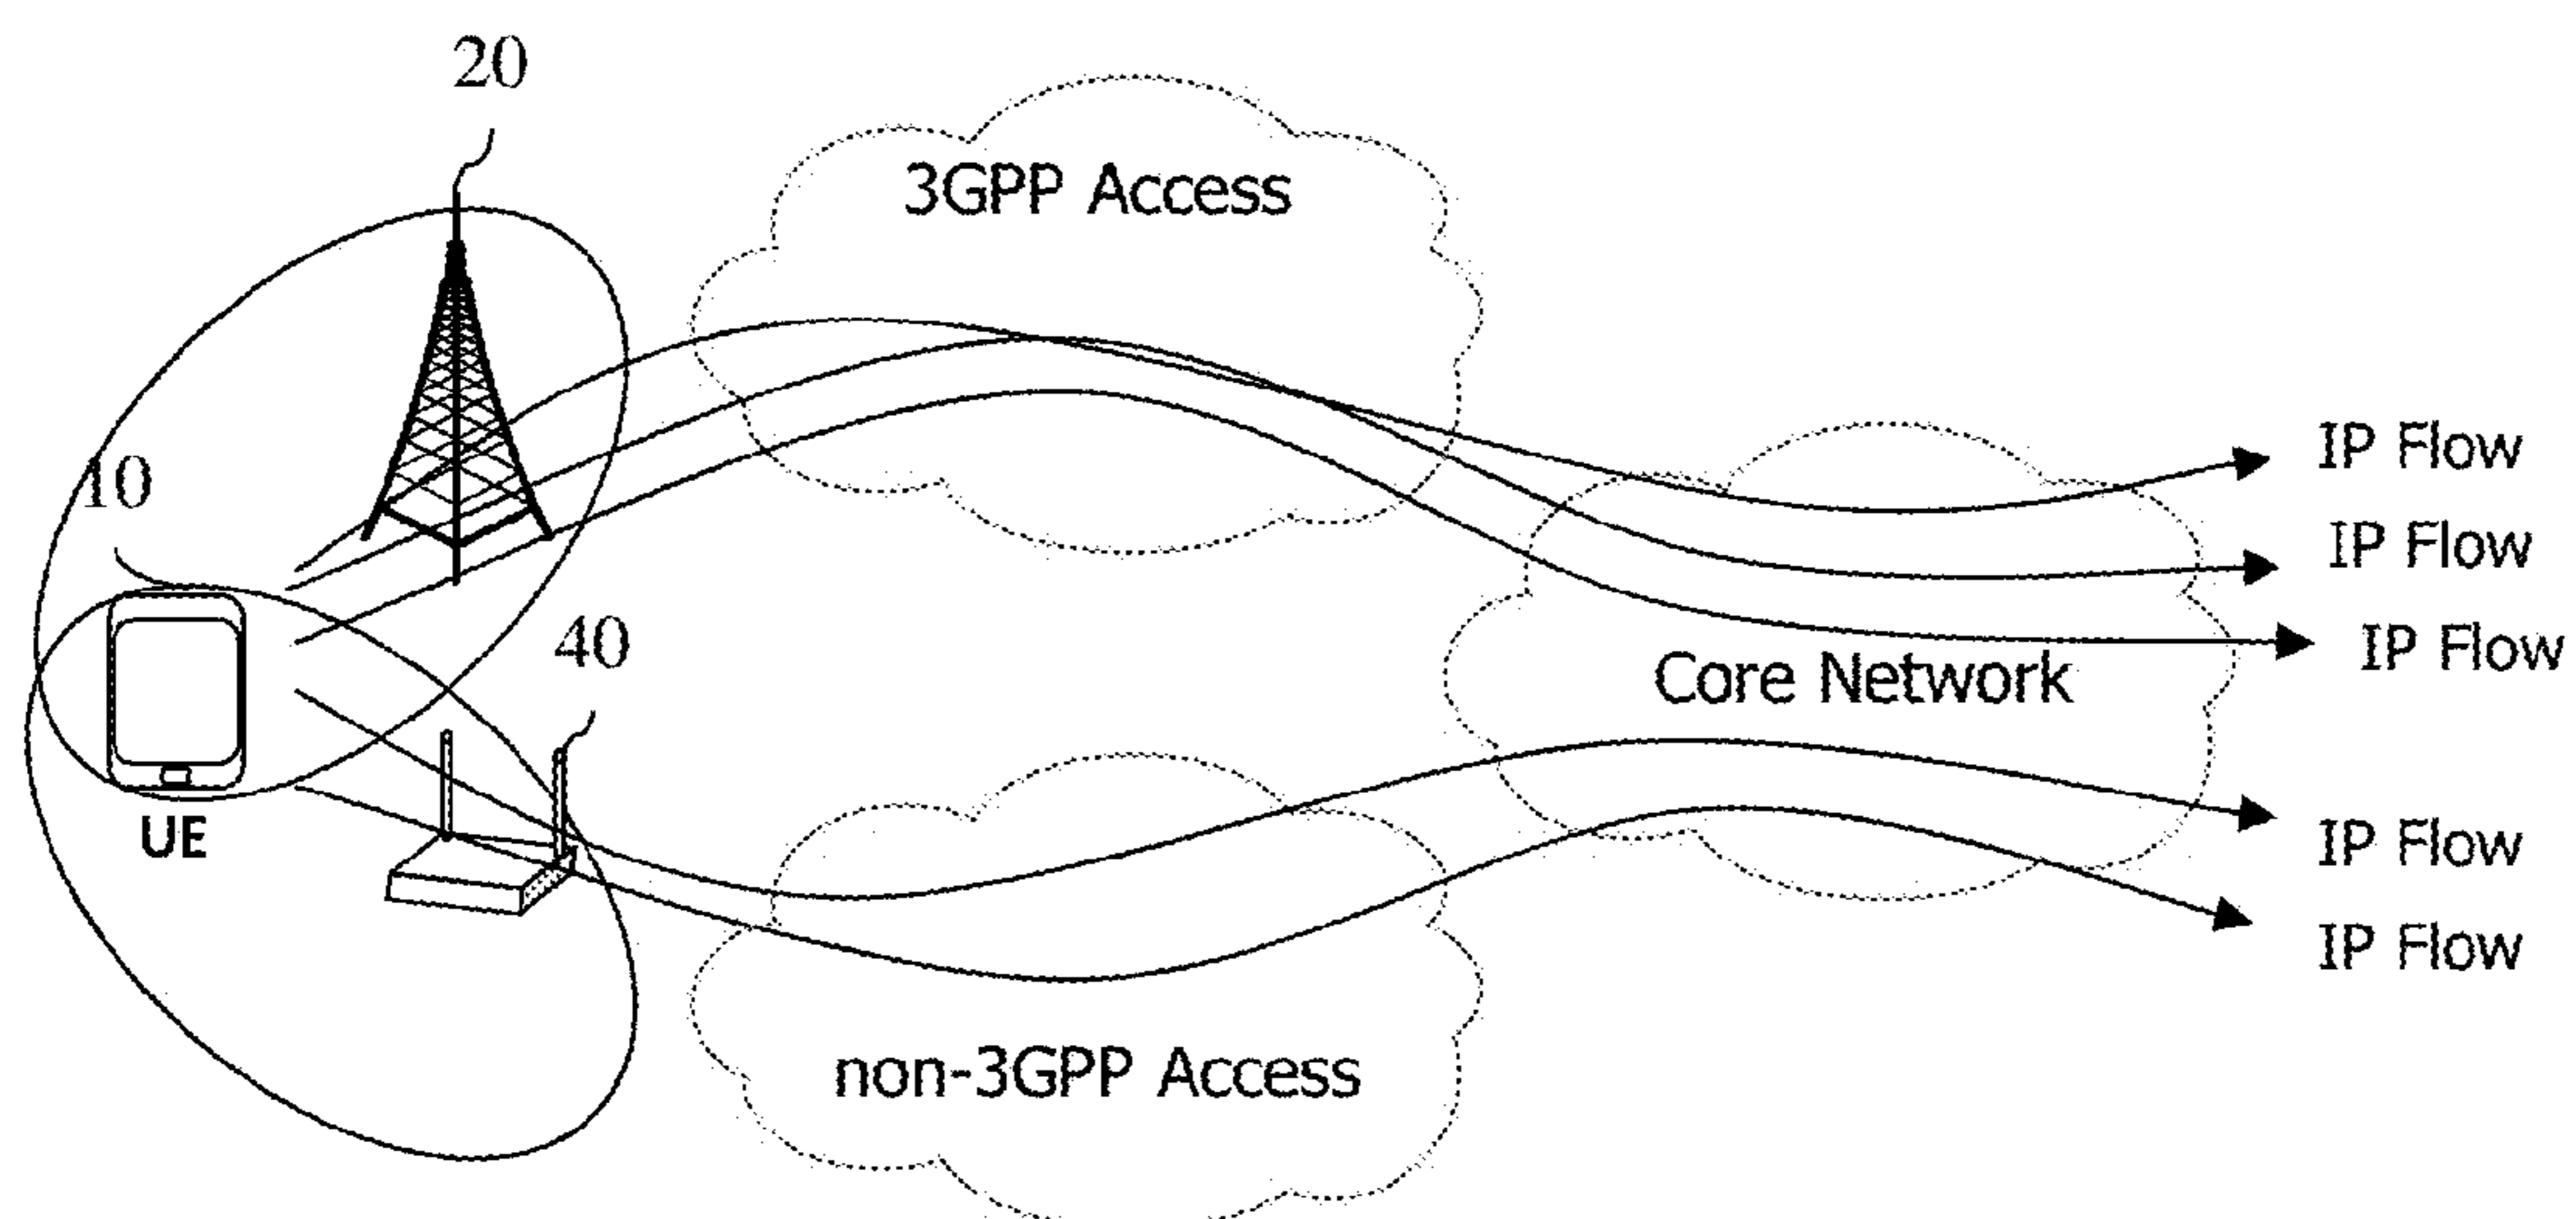 20
3GPP Access
10
IP Flow
IP Flow
IP Flow
40
Core Network
UE
IP Flow
IP Flow
non-3GPP Access